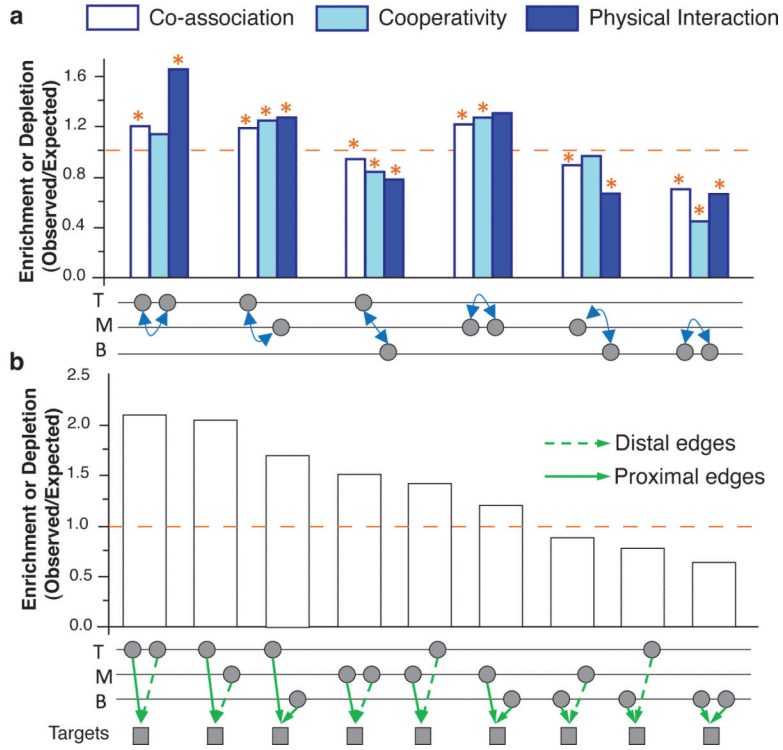 a Co-association Cooperativity Physical Interaction
Enrichment or Depletion
(Observed/Expected)
1.6
1.2
0.8
0.4
0.0
* * * * * * * * * * * * * *
T
M
B
b
Enrichment or Depletion
(Observed/Expected)
2.5
2.0
1.5
1.0
0.5
0.0
Distal edges
Proximal edges
T
M
B
Targets